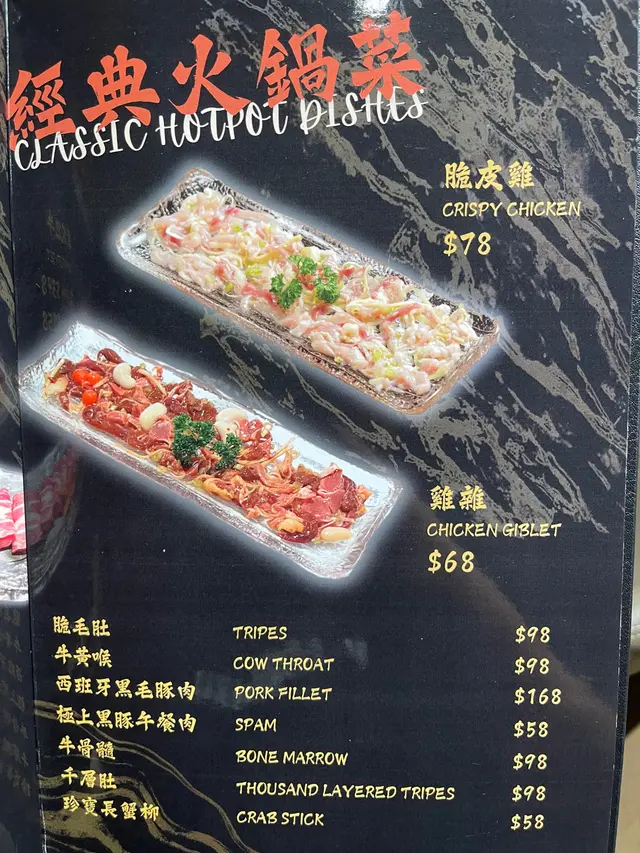 經典火鍋菜
CLASSIC HOTPOT DISHES
脆皮雞
CRISPY CHICKEN
$78
雞雜
CHICKEN GIBLET
$68
脆毛肚 TRIPES $98
牛黃喉 COW THROAT $98
西班牙黑毛豚肉 PORK FILLET $168
極上黑豚午餐肉 SPAM $58
牛骨髓 BONE MARROW $98
千層肚 THOUSAND LAYERED TRIPES $98
珍寶長蟹柳 CRAB STICK $58